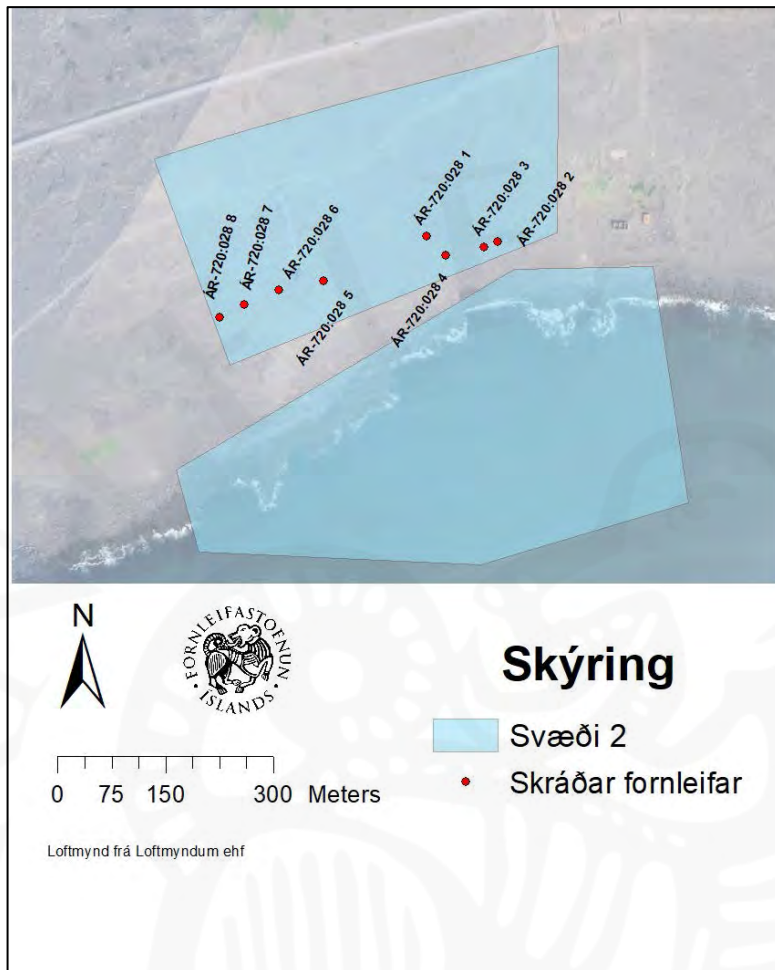 ÁR-720:028 8
ÁR-720:028 7
ÁR-720:028 6
ÁR-720:028 5
ÁR-720:028 1
ÁR-720:028 4
ÁR-720:028 3
ÁR-720:028 2
N
FORNLEIFASTOFNUN
· ÍSLANDS ·
0 75 150 300 Meters
Loftmynd frá Loftmyndum ehf
Skýring
Svæði 2
Skráðar fornleifar